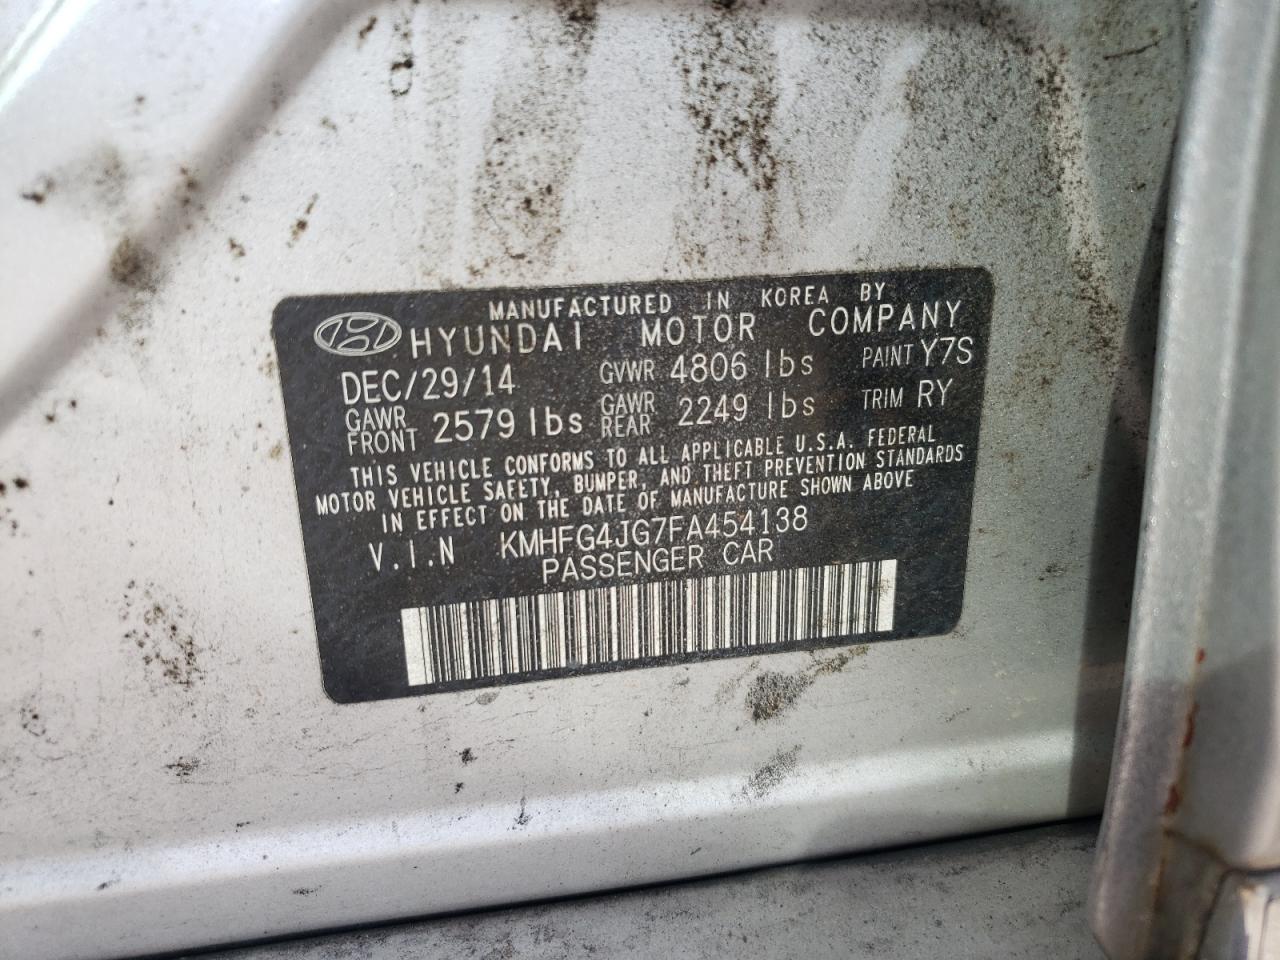 MANUFACTURED IN KOREA BY
HYUNDAI MOTOR COMPANY
DEC/29/14 GVWR 4806 lbs PAINT Y7S
GAWR FRONT 2579 lbs GAWR REAR 2249 lbs TRIM RY
THIS VEHICLE CONFORMS TO ALL APPLICABLE U.S.A. FEDERAL
MOTOR VEHICLE SAFETY, BUMPER, AND THEFT PREVENTION STANDARDS
IN EFFECT ON THE DATE OF MANUFACTURE SHOWN ABOVE
V.I.N KMHFG4JG7FA454138
PASSENGER CAR